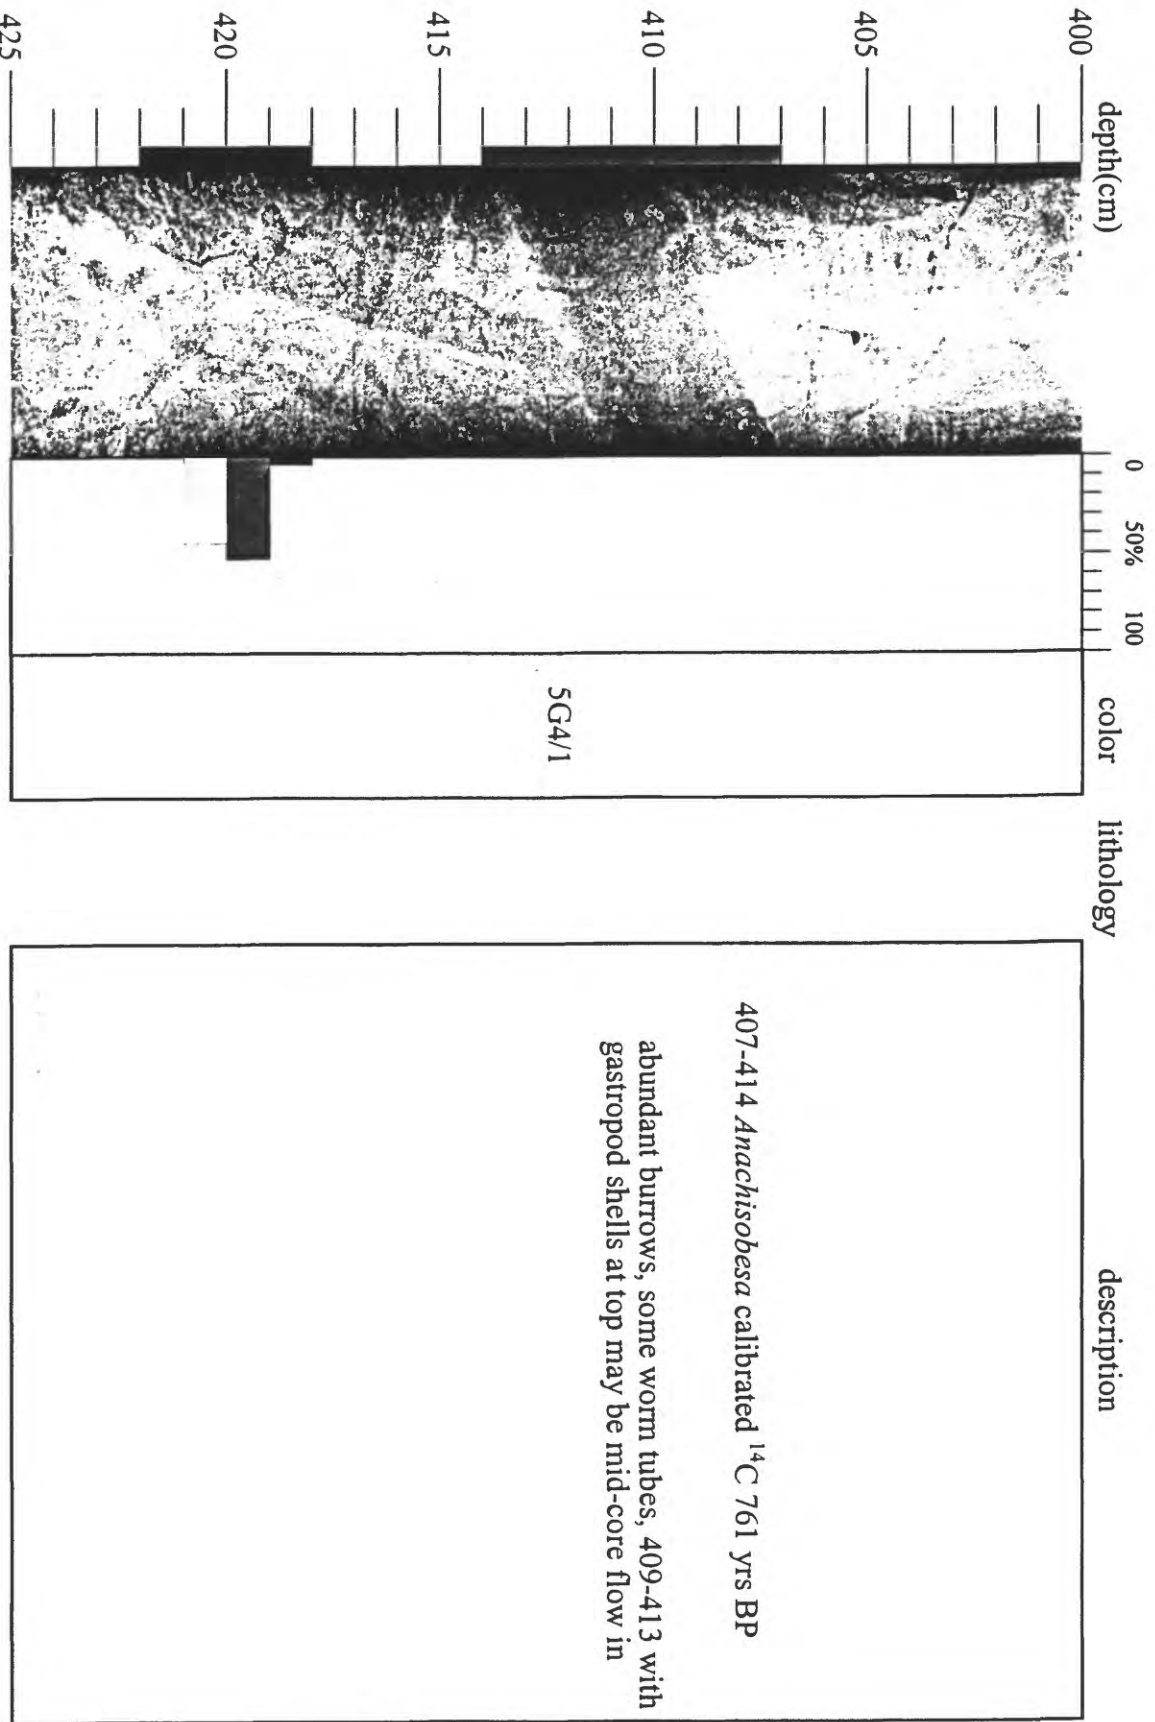 depth(cm)
0 50% 100
color
lithology
description
400
405
410
415
420
425
5G4/1
407-414 Anachisobesa calibrated ¹⁴C 761 yrs BP
abundant burrows, some worm tubes, 409-413 with
gastropod shells at top may be mid-core flow in